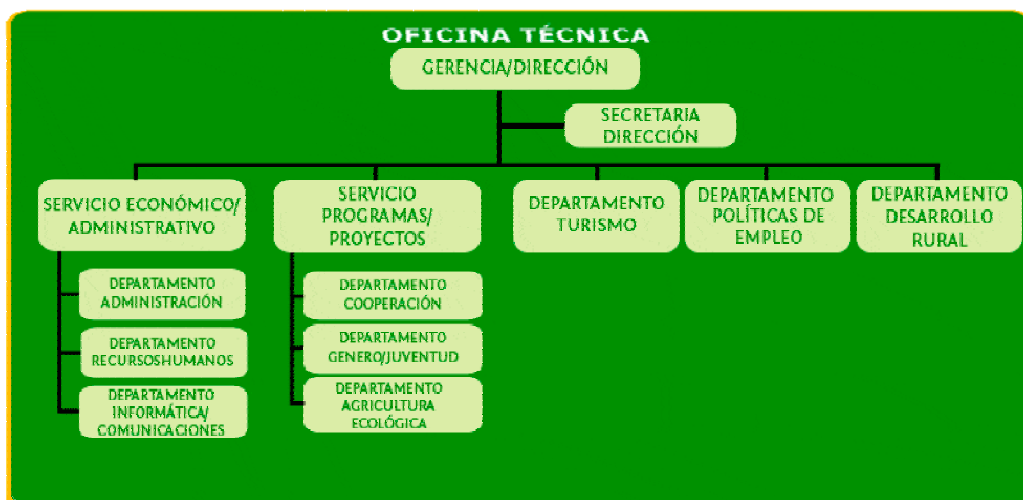 OFICINA TÉCNICA
GERENCIA/DIRECCIÓN
SECRETARIA
DIRECCIÓN
SERVICIO ECONÓMICO/
ADMINISTRATIVO
SERVICIO
PROGRAMAS/
PROYECTOS
DEPARTAMENTO
TURISMO
DEPARTAMENTO
POLÍTICAS DE
EMPLEO
DEPARTAMENTO
DESARROLLO
RURAL
DEPARTAMENTO
ADMINISTRACIÓN
DEPARTAMENTO
RECURSOSHUMANOS
DEPARTAMENTO
INFORMÁTICA/
COMUNICACIONES
DEPARTAMENTO
COOPERACIÓN
DEPARTAMENTO
GENERO/JUVENTUD
DEPARTAMENTO
AGRICULTURA
ECOLÓGICA